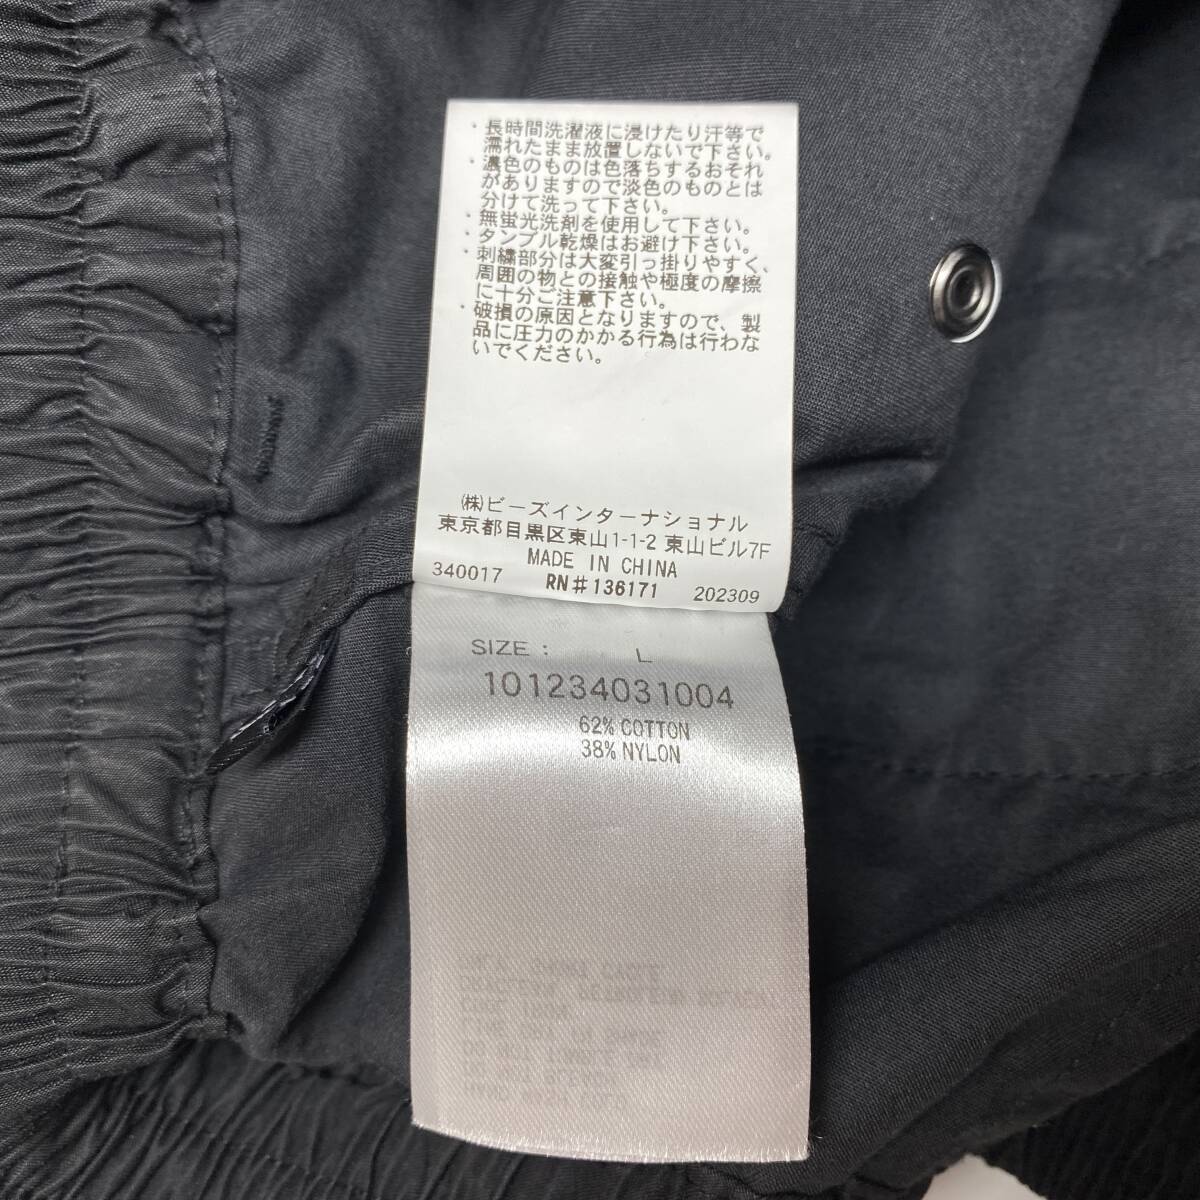 ・長時間洗濯液に浸けたり汗等で
濡れたまま放置しないで下さい。
・濃色のものは色落ちするおそれ
がありますので淡色のものとは
分けて洗って下さい。
・無蛍光洗剤を使用して下さい。
・タンブル乾燥はお避け下さい。
・刺繍部分は大変引っ掛りやすく、
周囲の物との接触や極度の摩擦
に十分ご注意下さい。
・破損の原因となりますので、製
品に圧力のかかる行為は行わな
いでください。
㈱ビーズインターナショナル
東京都目黒区東山1-1-2 東山ビル7F
MADE IN CHINA
340017 RN#136171 202309
SIZE : L
101234031004
62% COTTON
38% NYLON